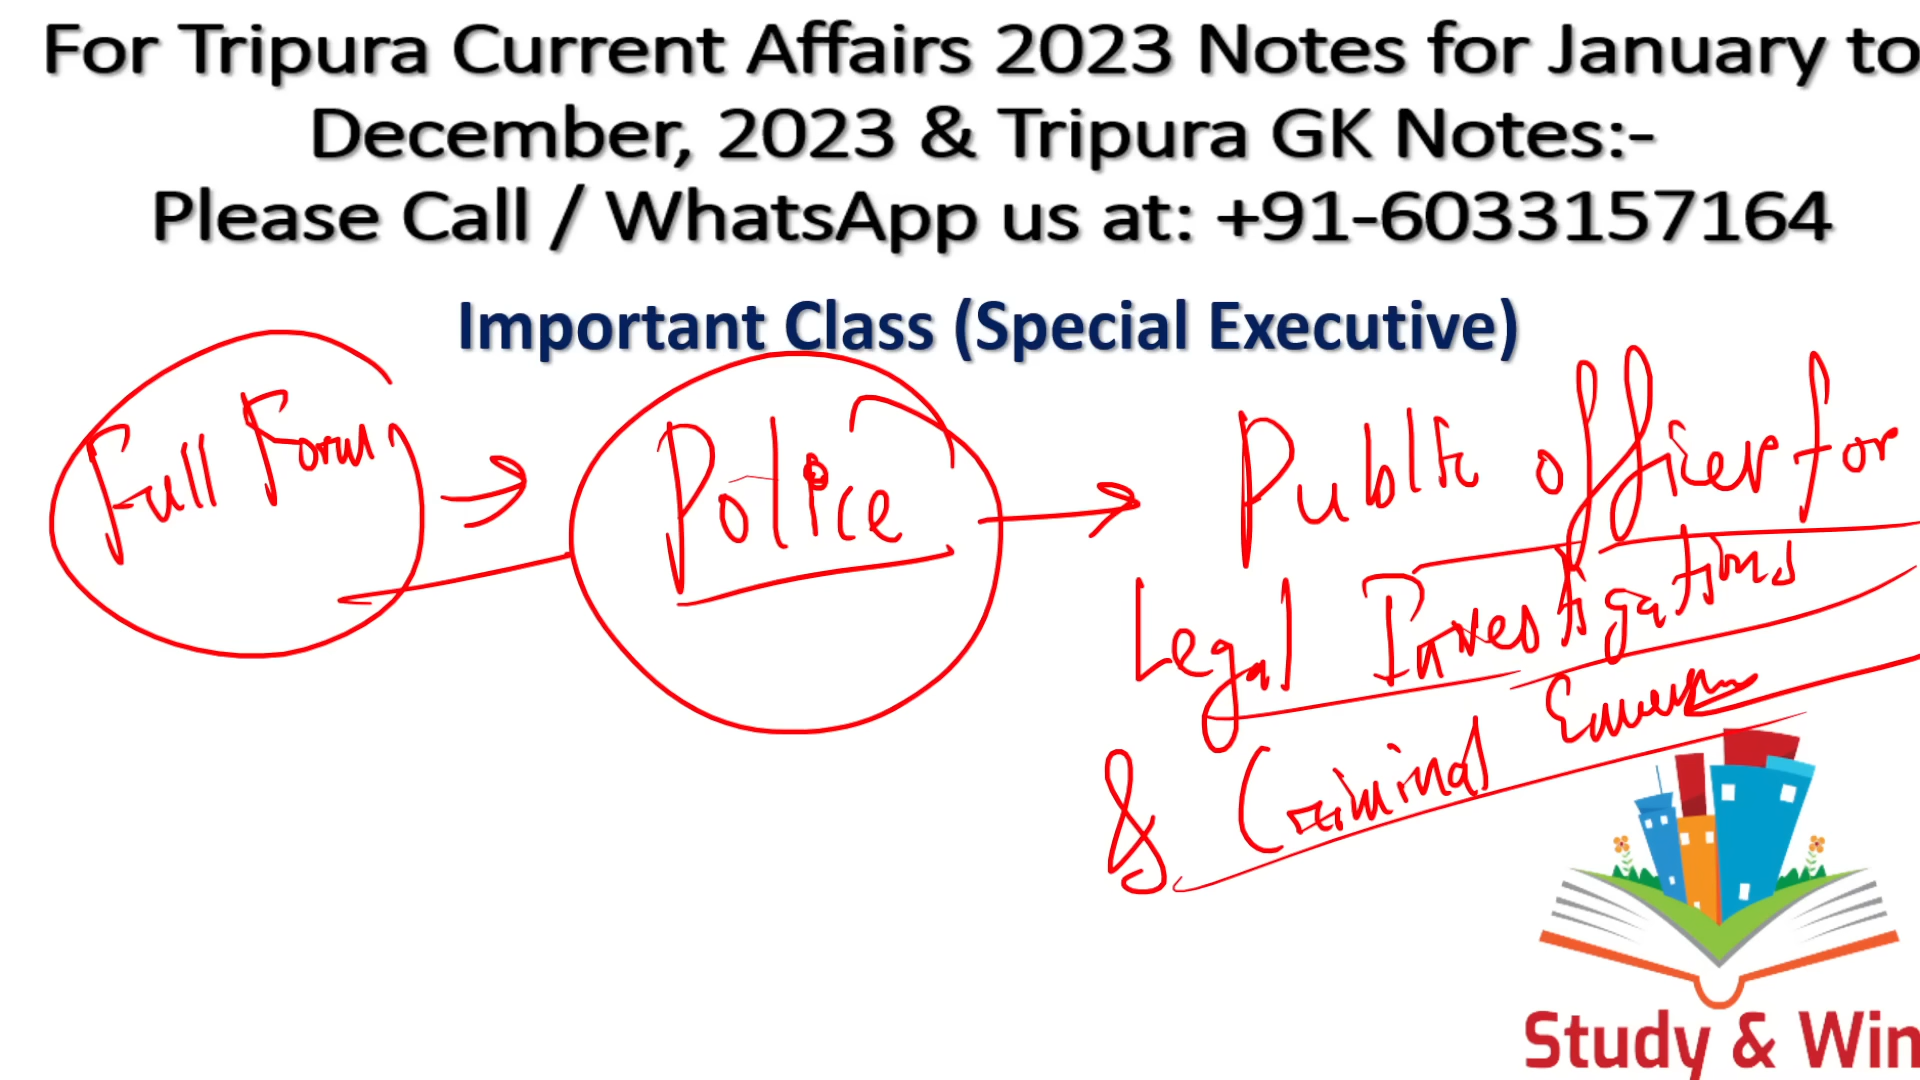 For Tripura Current Affairs 2023 Notes for January to
December, 2023 & Tripura GK Notes:-
Please Call / WhatsApp us at: +91-6033157164
Important Class (Special Executive)
Full Form
Police
Public officer for
Legal Investigations
& Criminal
Study & Win